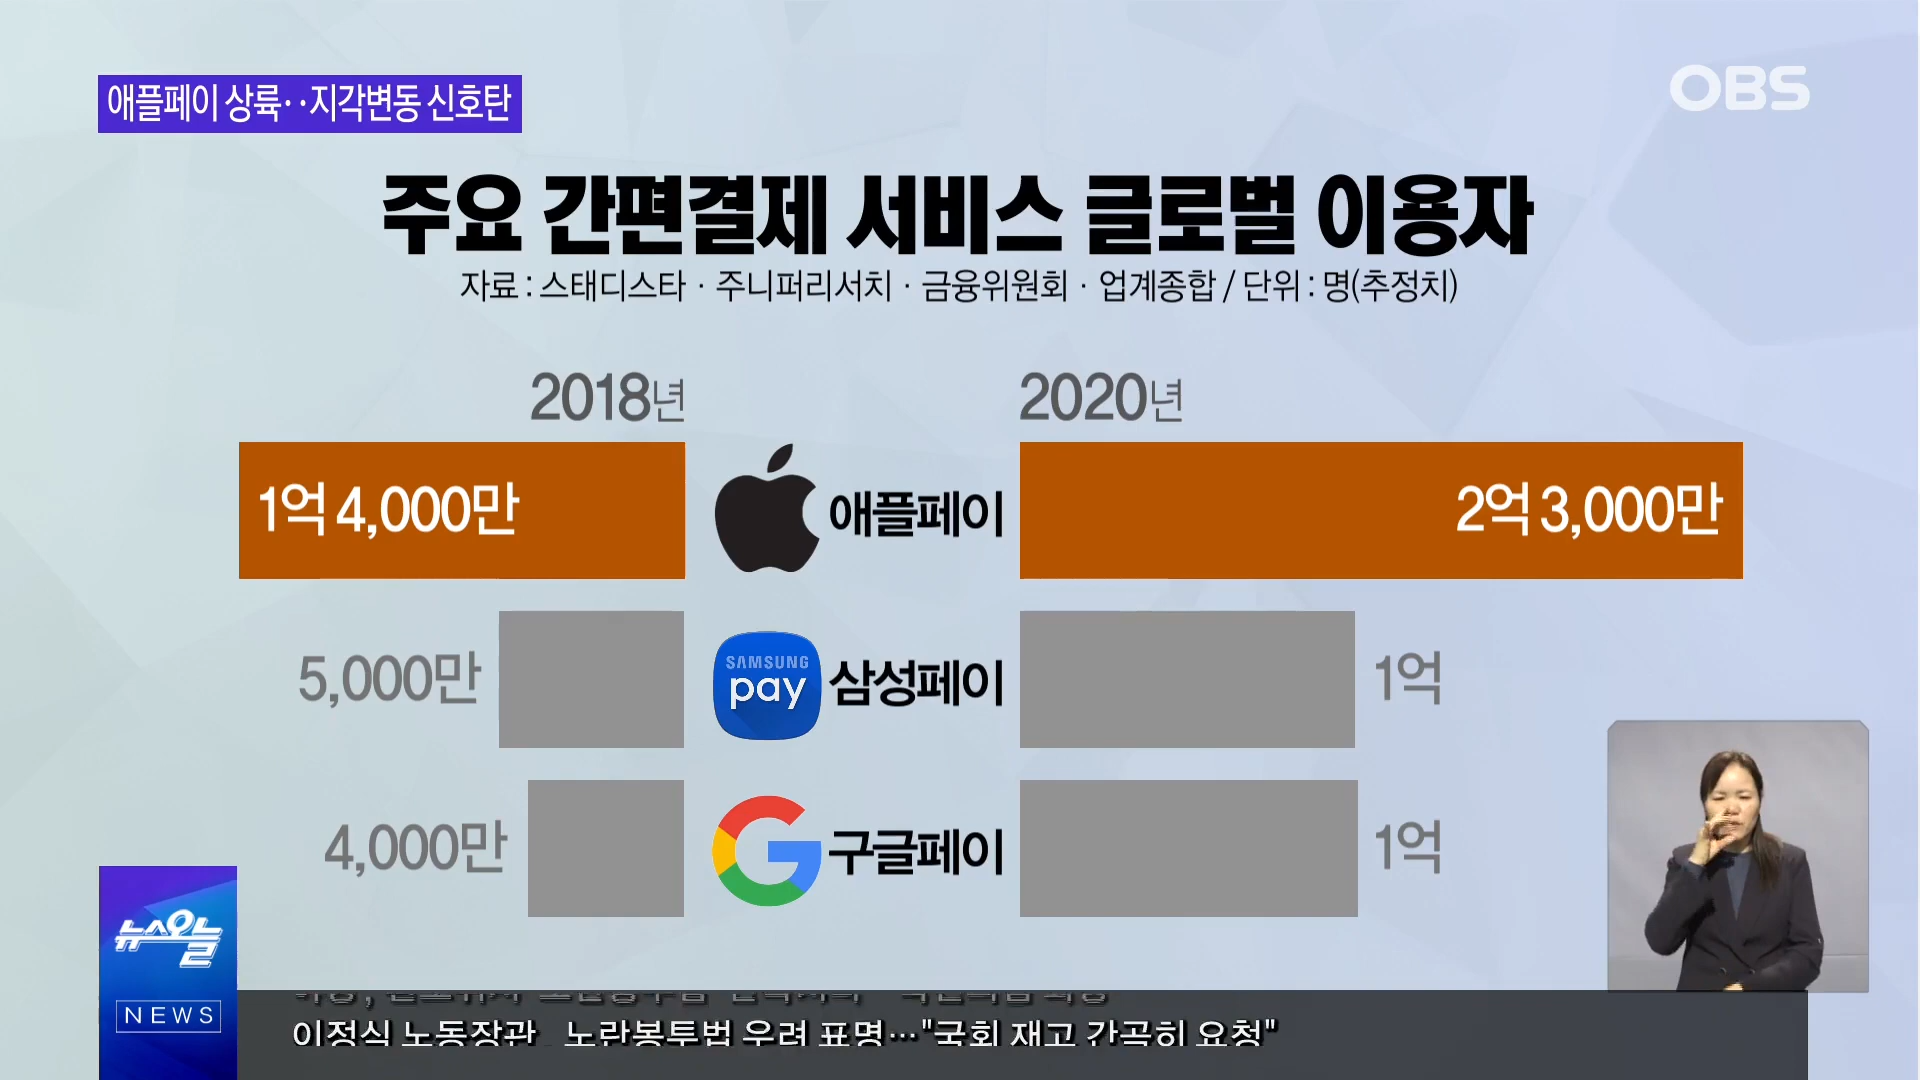 애플페이 상륙‥지각변동 신호탄
OBS
주요 간편결제 서비스 글로벌 이용자
자료 : 스태디스타 · 주니퍼리서치 · 금융위원회 · 업계종합 / 단위 : 명(추정치)
2018년
2020년
1억 4,000만
애플페이
2억 3,000만
5,000만
SAMSUNG
pay
삼성페이
1억
4,000만
구글페이
1억
뉴스오늘
NEWS
이정식 노동장관, 노란봉투법 우려 표명…"국회 재고 간곡히 요청"